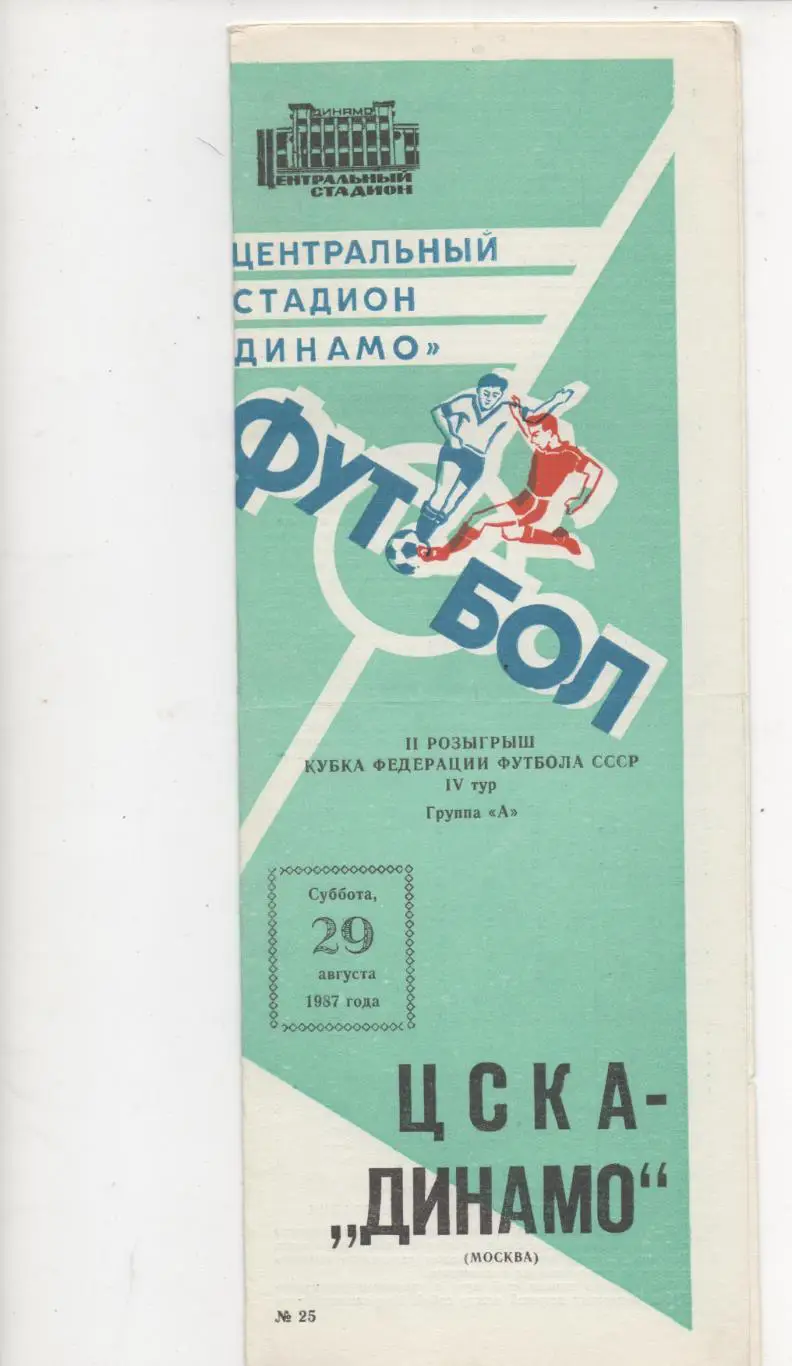 ДИНАМО
ЦЕНТРАЛЬНЫЙ
СТАДИОН
ЦЕНТРАЛЬНЫЙ
СТАДИОН
ДИНАМО»
ФУТ
БОЛ
II РОЗЫГРЫШ
КУБКА ФЕДЕРАЦИИ ФУТБОЛА СССР
IV тур
Группа «А»
Суббота,
29
августа
1987 года
ЦСКА-
„ДИНАМО“
(МОСКВА)
№ 25